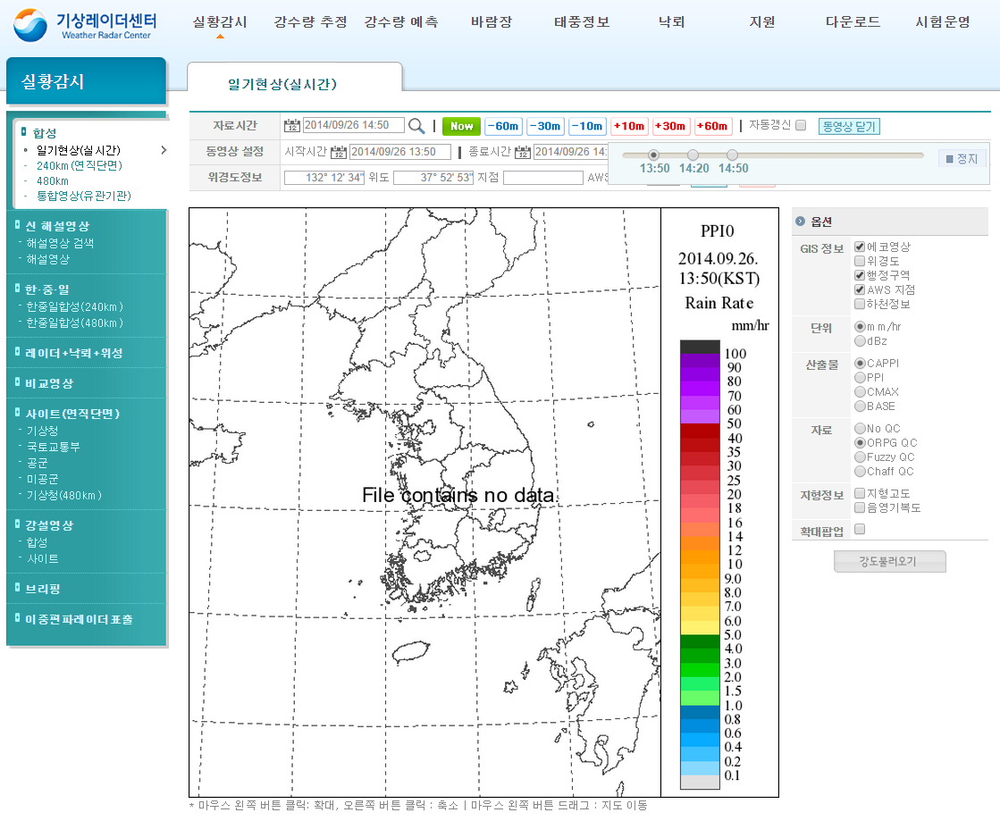 기상레이더센터
Weather Radar Center
실황감시 강수량 추정 강수량 예측 바람장 태풍정보 낙뢰 지원 다운로드 시험운영
실황감시
일기현상(실시간)
합성
일기현상(실시간)
- 240km(연직단면)
- 480km
- 통합영상(유관기관)
신 해설영상
- 해설영상 검색
- 해설영상
한·중·일
- 한중일합성(240km)
- 한중일합성(480km)
레이더+낙뢰+위성
비교영상
사이트(연직단면)
- 기상청
- 국토교통부
- 공군
- 미공군
- 기상청(480km)
강설영상
- 합성
- 사이트
브리핑
이중편파레이더표출
자료시간 2014/09/26 14:50 Now -60m -30m -10m +10m +30m +60m 자동갱신 동영상 닫기
동영상 설정 시작시간 2014/09/26 13:50 종료시간 2014/09/26 14:
13:50 14:20 14:50 정지
위경도정보 132° 12' 34" 위도 37° 52' 53" 지점 AWS
File contains no data.
PPI0
2014.09.26.
13:50(KST)
Rain Rate
mm/hr
100
90
80
70
60
50
40
35
30
25
20
18
16
14
12
10
9.0
8.0
7.0
6.0
5.0
4.0
3.0
2.0
1.5
1.0
0.8
0.6
0.4
0.2
0.1
옵션
GIS 정보 에코영상
위경도
행정구역
AWS 지점
하천정보
단위 mm/hr
dBz
산출물 CAPPI
PPI
CMAX
BASE
자료 No QC
ORPG QC
Fuzzy QC
Chaff QC
지형정보 지형고도
음영기복도
확대팝업
강도불러오기
* 마우스 왼쪽 버튼 클릭: 확대, 오른쪽 버튼 클릭 : 축소 | 마우스 왼쪽 버튼 드래그 : 지도 이동